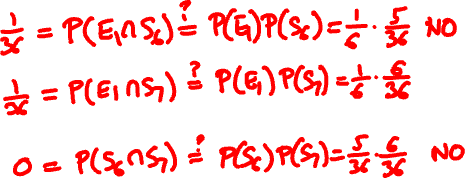 1/36 = P(E₁∩S₆) ≟ P(E₁)P(S₆) = 1/6 · 5/36 NO
1/36 = P(E₁∩S₇) ≟ P(E₁)P(S₇) = 1/6 · 6/36
0 = P(S₆∩S₇) ≟ P(S₆)P(S₇) = 5/36 · 6/36 NO